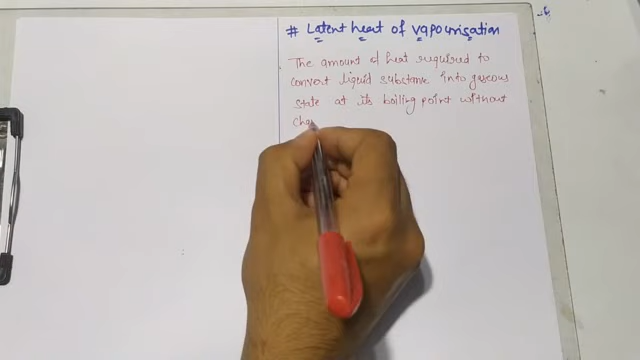 # Latent heat of vapourisation
The amount of heat required to
convert liquid substance into gaseous
state at its boiling point without
cha